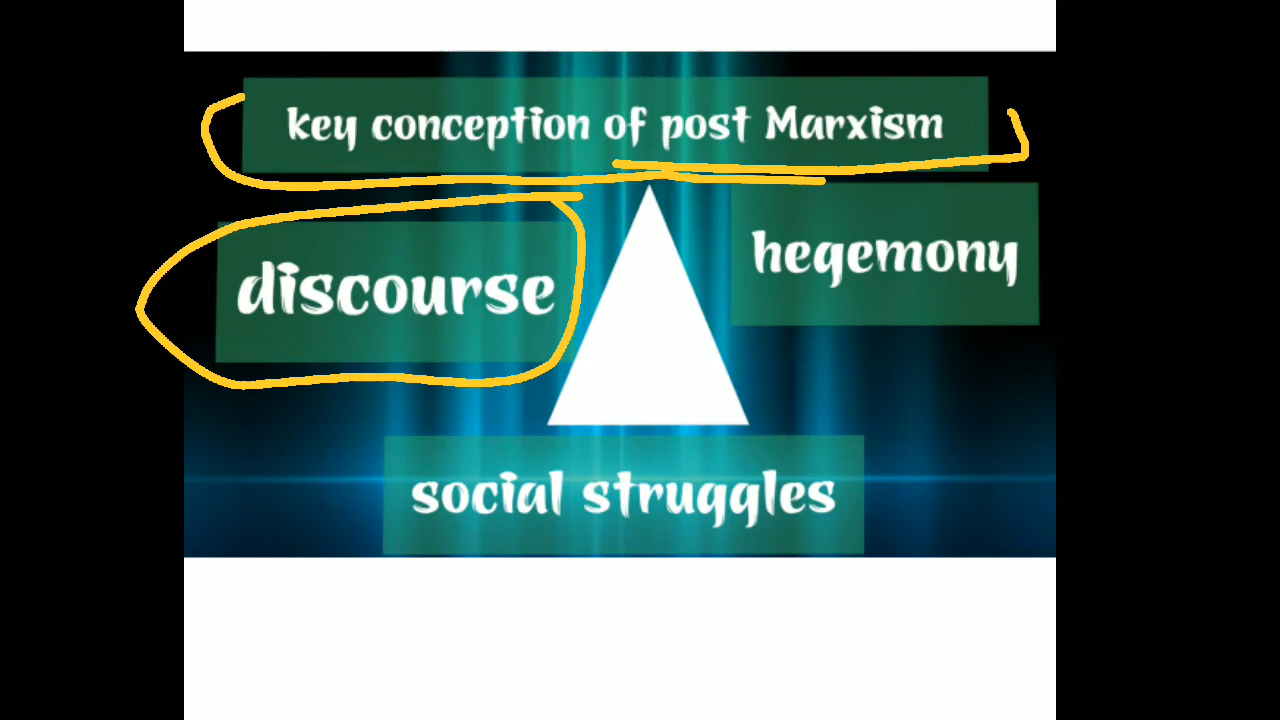 key conception of post Marxism
discourse
hegemony
social struggles